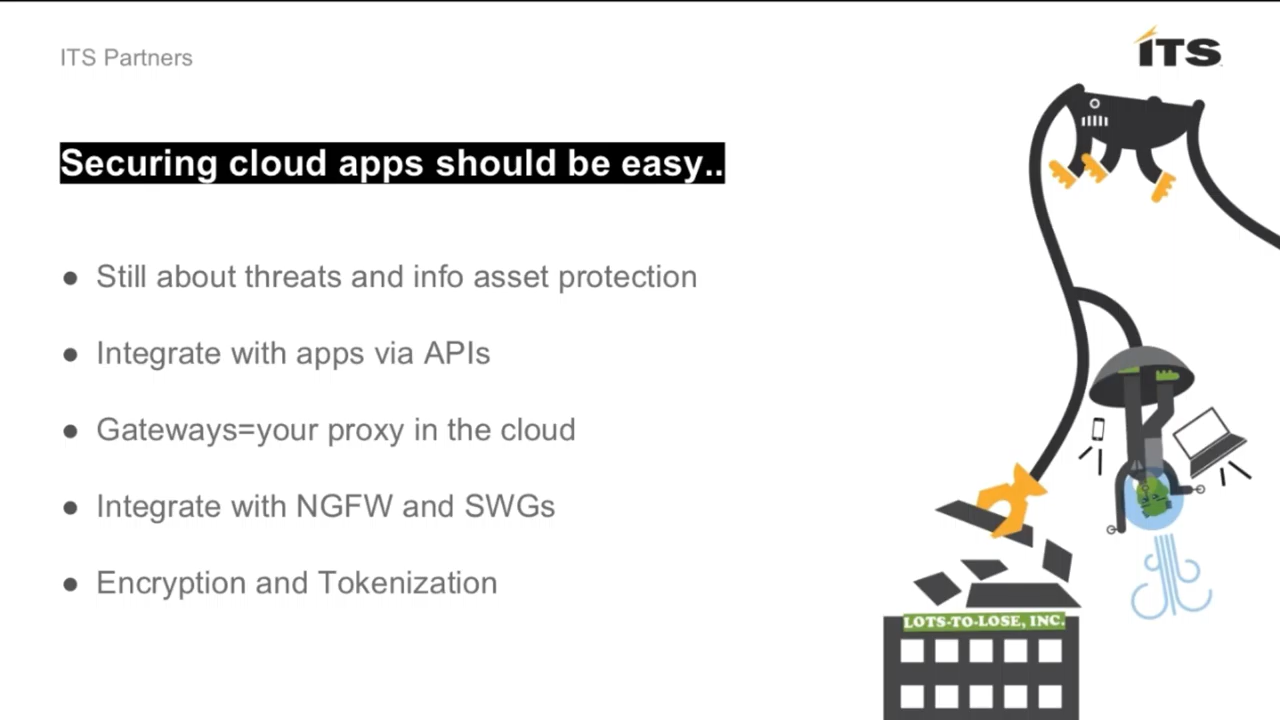 ITS Partners
ITS
Securing cloud apps should be easy..
● Still about threats and info asset protection
● Integrate with apps via APIs
● Gateways=your proxy in the cloud
● Integrate with NGFW and SWGs
● Encryption and Tokenization
LOTS-TO-LOSE, INC.